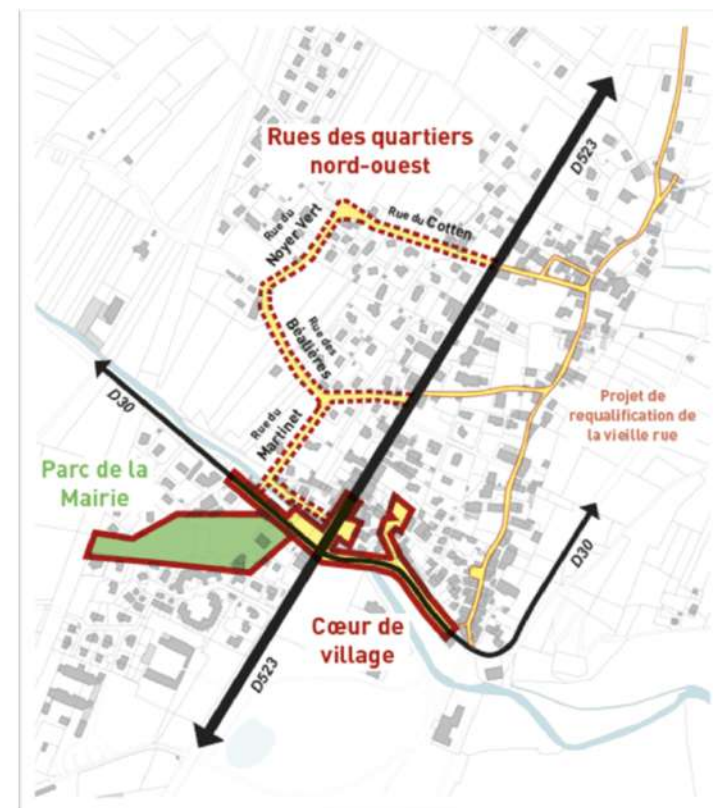 Rues des quartiers
nord-ouest
D523
Rue du
Noyer Vert
Rue du Cotten
Rue des
Béalières
D30
Rue du
Martinet
Projet de
requalification de
la vieille rue
Parc de la
Mairie
D30
Cœur de
village
D523